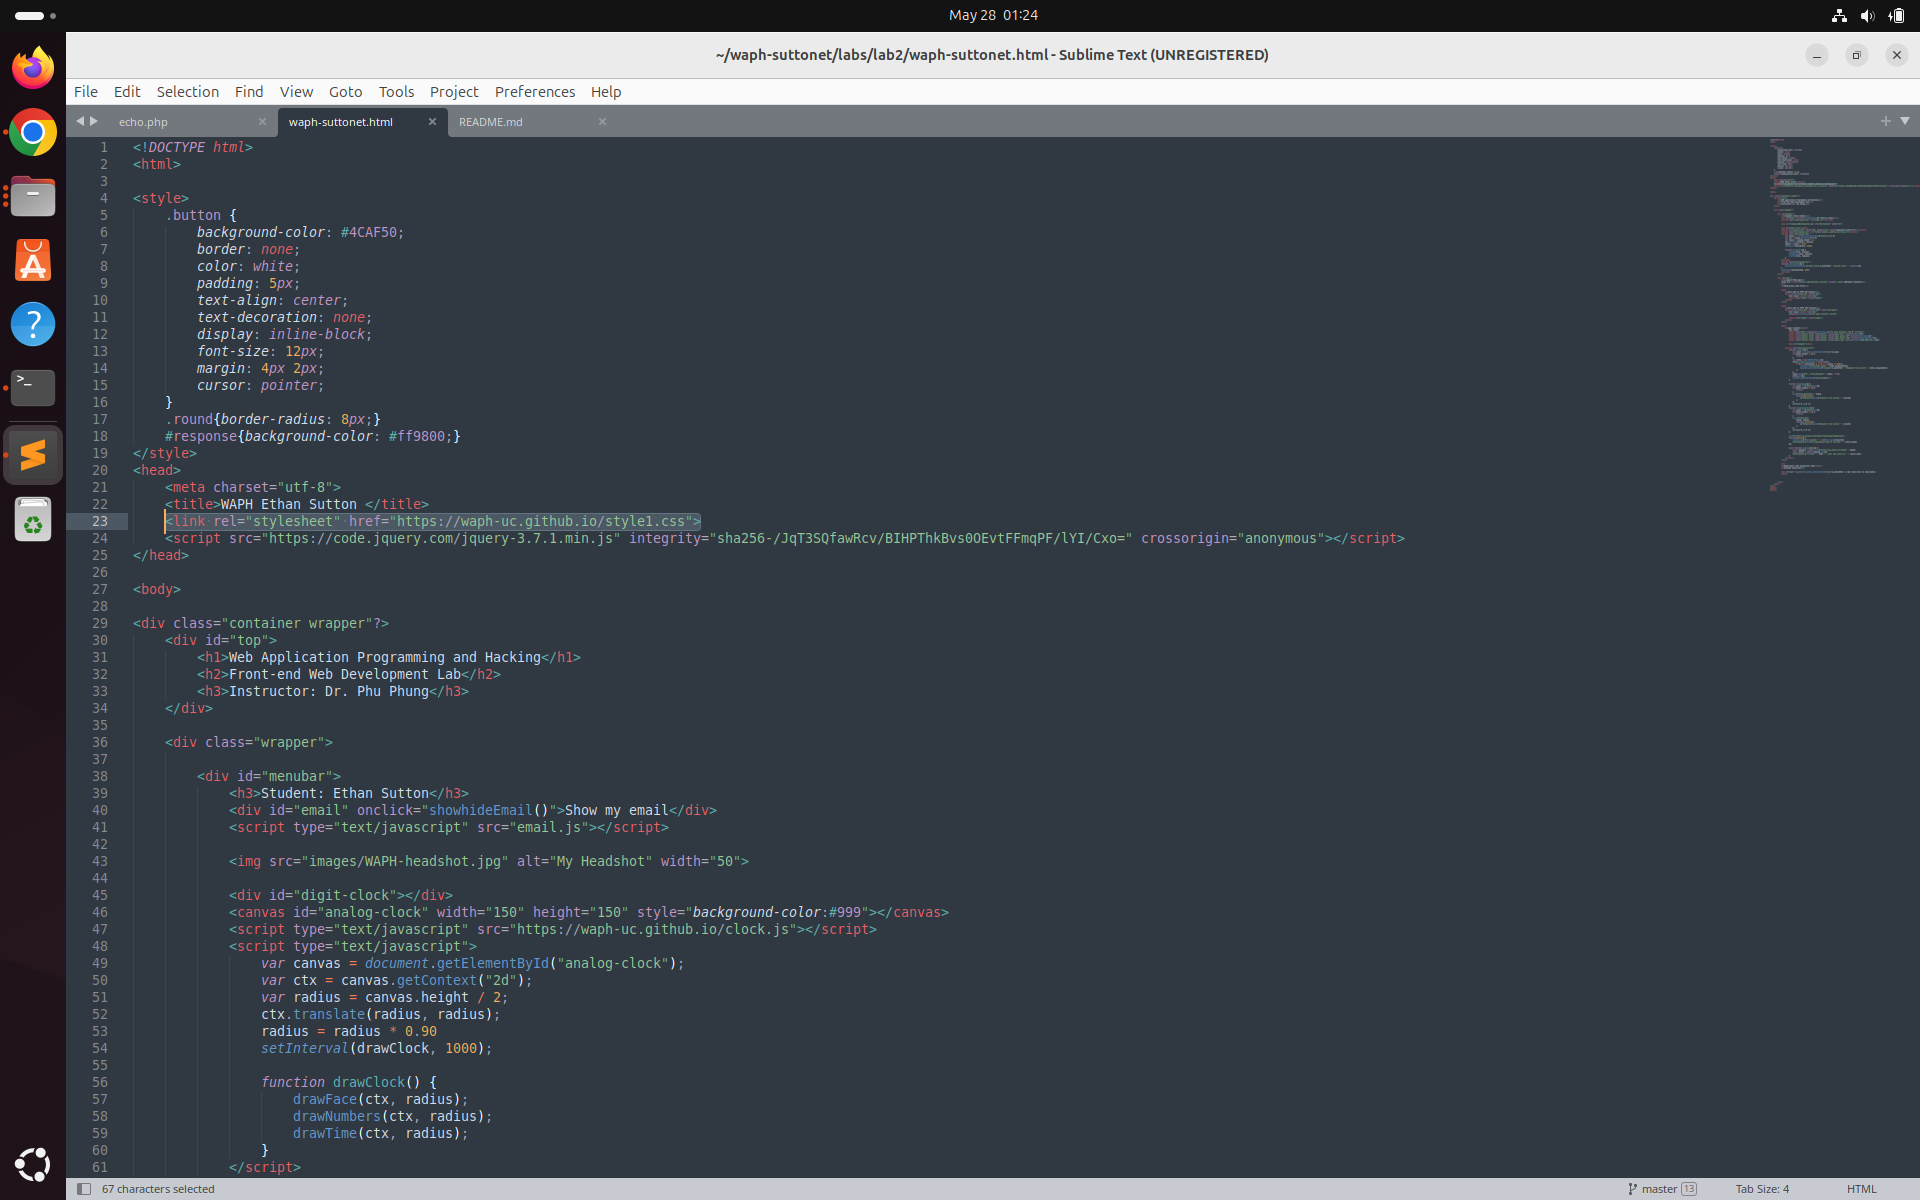 May 28 01:24
~/waph-suttonet/labs/lab2/waph-suttonet.html - Sublime Text (UNREGISTERED)
File Edit Selection Find View Goto Tools Project Preferences Help
echo.php waph-suttonet.html README.md
1 <!DOCTYPE html>
2 <html>
3
4 <style>
5 .button {
6 background-color: #4CAF50;
7 border: none;
8 color: white;
9 padding: 5px;
10 text-align: center;
11 text-decoration: none;
12 display: inline-block;
13 font-size: 12px;
14 margin: 4px 2px;
15 cursor: pointer;
16 }
17 .round{border-radius: 8px;}
18 #response{background-color: #ff9800;}
19 </style>
20 <head>
21 <meta charset="utf-8">
22 <title>WAPH Ethan Sutton </title>
23 <link rel="stylesheet" href="https://waph-uc.github.io/style1.css">
24 <script src="https://code.jquery.com/jquery-3.7.1.min.js" integrity="sha256-/JqT3SQfawRcv/BIHPThkBvs0OEvtFFmqPF/lYI/Cxo=" crossorigin="anonymous"></script>
25 </head>
26
27 <body>
28
29 <div class="container wrapper"?>
30 <div id="top">
31 <h1>Web Application Programming and Hacking</h1>
32 <h2>Front-end Web Development Lab</h2>
33 <h3>Instructor: Dr. Phu Phung</h3>
34 </div>
35
36 <div class="wrapper">
37
38 <div id="menubar">
39 <h3>Student: Ethan Sutton</h3>
40 <div id="email" onclick="showhideEmail()">Show my email</div>
41 <script type="text/javascript" src="email.js"></script>
42
43 <img src="images/WAPH-headshot.jpg" alt="My Headshot" width="50">
44
45 <div id="digit-clock"></div>
46 <canvas id="analog-clock" width="150" height="150" style="background-color:#999"></canvas>
47 <script type="text/javascript" src="https://waph-uc.github.io/clock.js"></script>
48 <script type="text/javascript">
49 var canvas = document.getElementById("analog-clock");
50 var ctx = canvas.getContext("2d");
51 var radius = canvas.height / 2;
52 ctx.translate(radius, radius);
53 radius = radius * 0.90
54 setInterval(drawClock, 1000);
55
56 function drawClock() {
57 drawFace(ctx, radius);
58 drawNumbers(ctx, radius);
59 drawTime(ctx, radius);
60 }
61 </script>
67 characters selected master 13 Tab Size: 4 HTML